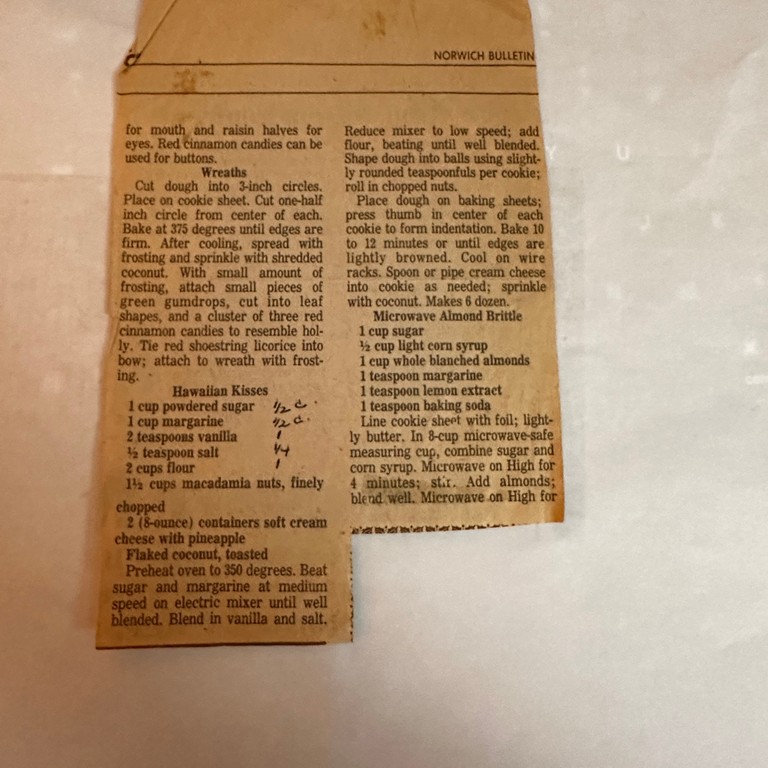 NORWICH BULLETIN
for mouth and raisin halves for
eyes. Red cinnamon candies can be
used for buttons.
Wreaths
Cut dough into 3-inch circles.
Place on cookie sheet. Cut one-half
inch circle from center of each.
Bake at 375 degrees until edges are
firm. After cooling, spread with
frosting and sprinkle with shredded
coconut. With small amount of
frosting, attach small pieces of
green gumdrops, cut into leaf
shapes, and a cluster of three red
cinnamon candies to resemble hol-
ly. Tie red shoestring licorice into
bow; attach to wreath with frost-
ing.
Hawaiian Kisses
1 cup powdered sugar ½ c.
1 cup margarine ½ c.
2 teaspoons vanilla 1
½ teaspoon salt ¼
2 cups flour 1
1½ cups macadamia nuts, finely
chopped
2 (8-ounce) containers soft cream
cheese with pineapple
Flaked coconut, toasted
Preheat oven to 350 degrees. Beat
sugar and margarine at medium
speed on electric mixer until well
blended. Blend in vanilla and salt.
Reduce mixer to low speed; add
flour, beating until well blended.
Shape dough into balls using slight-
ly rounded teaspoonfuls per cookie;
roll in chopped nuts.
Place dough on baking sheets;
press thumb in center of each
cookie to form indentation. Bake 10
to 12 minutes or until edges are
lightly browned. Cool on wire
racks. Spoon or pipe cream cheese
into cookie as needed; sprinkle
with coconut. Makes 6 dozen.
Microwave Almond Brittle
1 cup sugar
½ cup light corn syrup
1 cup whole blanched almonds
1 teaspoon margarine
1 teaspoon lemon extract
1 teaspoon baking soda
Line cookie sheet with foil; light-
ly butter. In 8-cup microwave-safe
measuring cup, combine sugar and
corn syrup. Microwave on High for
4 minutes; stir. Add almonds;
blend well. Microwave on High for